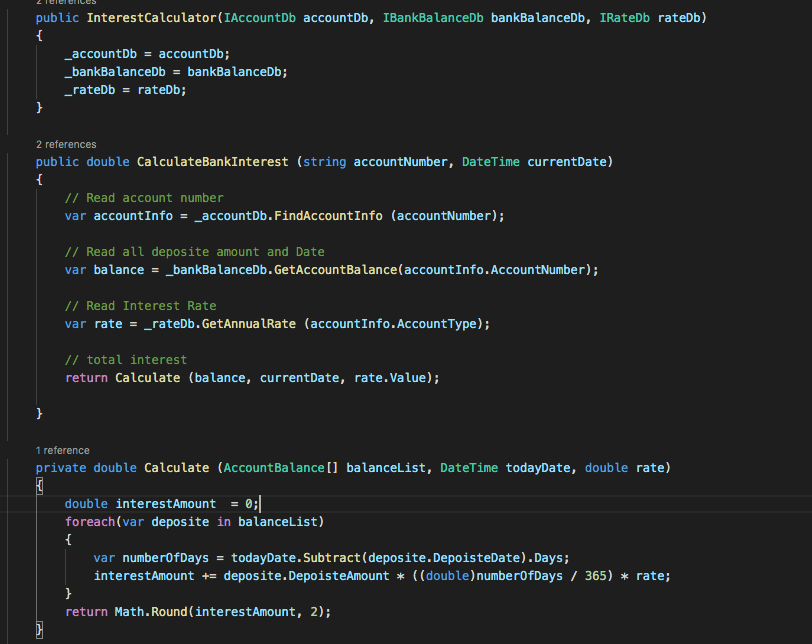 2 references
public InterestCalculator(IAccountDb accountDb, IBankBalanceDb bankBalanceDb, IRateDb rateDb)
{
_accountDb = accountDb;
_bankBalanceDb = bankBalanceDb;
_rateDb = rateDb;
}
2 references
public double CalculateBankInterest (string accountNumber, DateTime currentDate)
{
// Read account number
var accountInfo = _accountDb.FindAccountInfo (accountNumber);
// Read all deposite amount and Date
var balance = _bankBalanceDb.GetAccountBalance(accountInfo.AccountNumber);
// Read Interest Rate
var rate = _rateDb.GetAnnualRate (accountInfo.AccountType);
// total interest
return Calculate (balance, currentDate, rate.Value);
}
1 reference
private double Calculate (AccountBalance[] balanceList, DateTime todayDate, double rate)
{
double interestAmount  = 0;
foreach(var deposite in balanceList)
{
var numberOfDays = todayDate.Subtract(deposite.DepoisteDate).Days;
interestAmount += deposite.DepoisteAmount * ((double)numberOfDays / 365) * rate;
}
return Math.Round(interestAmount, 2);
}